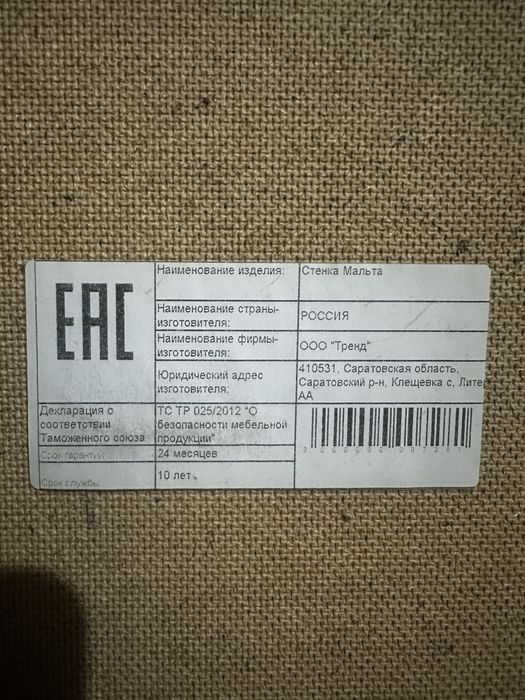 EAC
Наименование изделия:
Стенка Мальта
Наименование страны-
изготовителя:
РОССИЯ
Наименование фирмы-
изготовителя:
ООО "Тренд"
Юридический адрес
изготовителя:
410531, Саратовская область,
Саратовский р-н, Клещевка с, Лите
АА
Декларация о
соответствии
Таможенного союза
ТС ТР 025/2012 "О
безопасности мебельной
продукции"
Срок гарантии
24 месяцев
Срок службы
10 лет